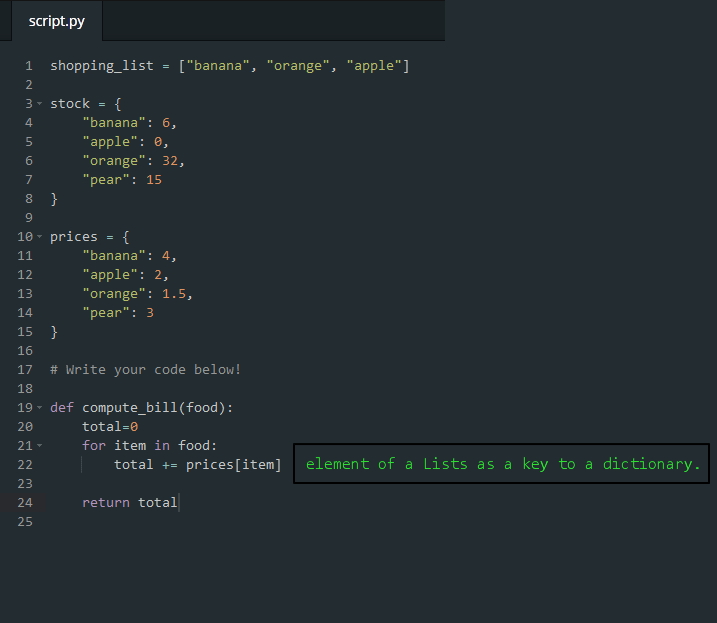 script.py
1 shopping_list = ["banana", "orange", "apple"]
2
3 stock = {
4     "banana": 6,
5     "apple": 0,
6     "orange": 32,
7     "pear": 15
8 }
9
10 prices = {
11     "banana": 4,
12     "apple": 2,
13     "orange": 1.5,
14     "pear": 3
15 }
16
17 # Write your code below!
18
19 def compute_bill(food):
20     total=0
21     for item in food:
22         total += prices[item] element of a Lists as a key to a dictionary.
23
24     return total
25